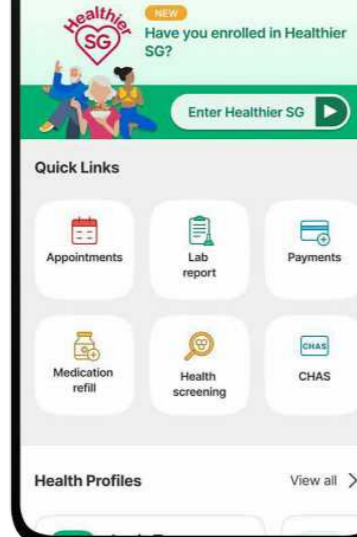 Healthier
SG
NEW
Have you enrolled in Healthier
SG?
Enter Healthier SG
Quick Links
Appointments
Lab
report
Payments
Medication
refill
Health
screening
CHAS
CHAS
Health Profiles
View all